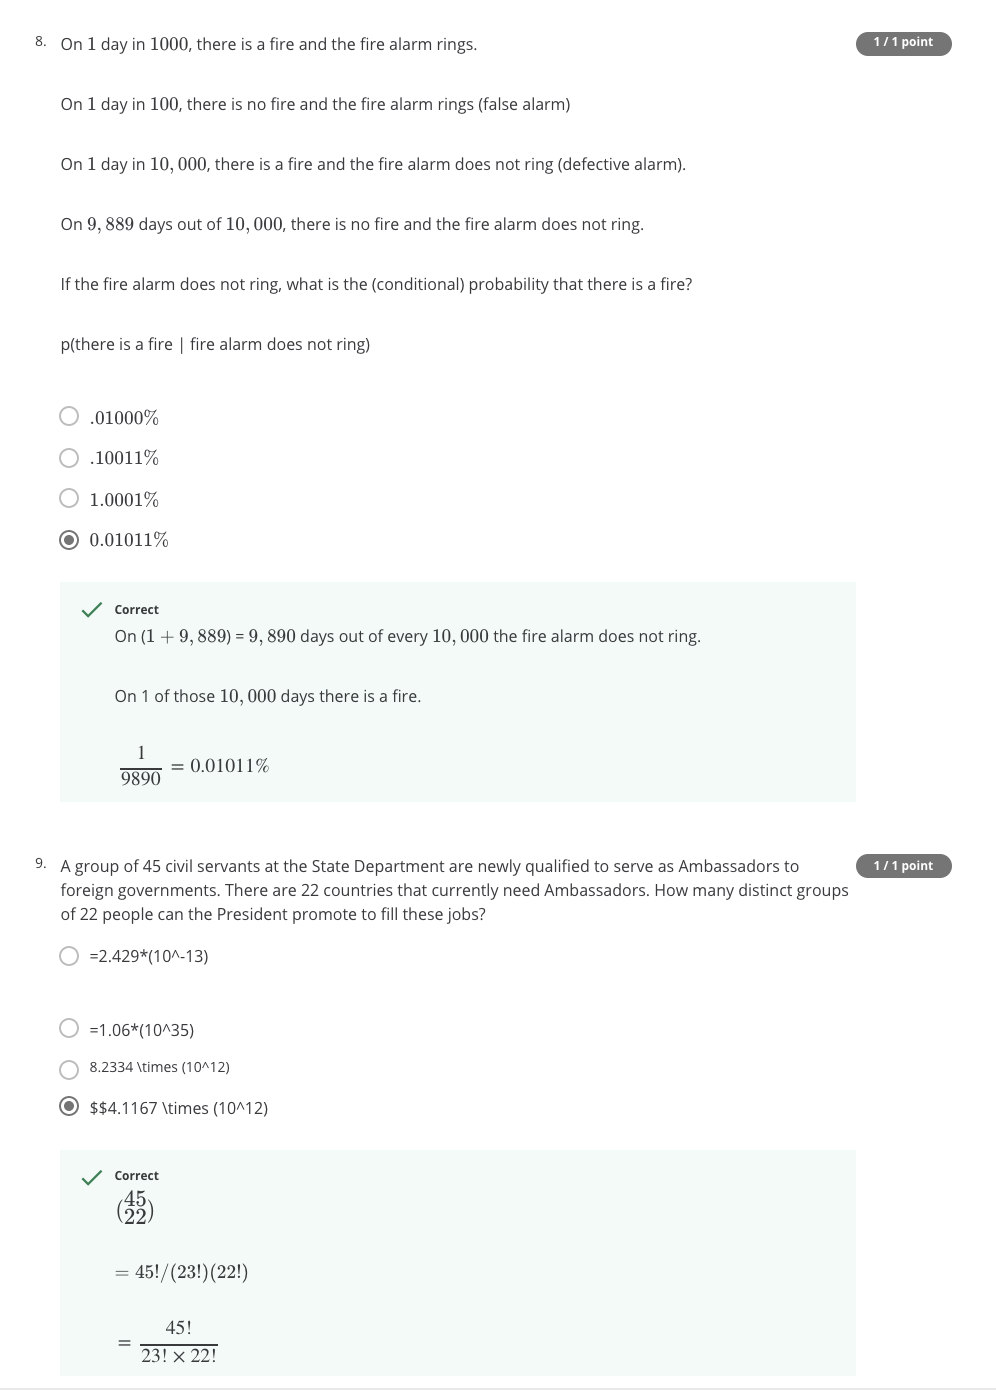 8. On 1 day in 1000, there is a fire and the fire alarm rings.
1 / 1 point
On 1 day in 100, there is no fire and the fire alarm rings (false alarm)
On 1 day in 10, 000, there is a fire and the fire alarm does not ring (defective alarm).
On 9, 889 days out of 10, 000, there is no fire and the fire alarm does not ring.
If the fire alarm does not ring, what is the (conditional) probability that there is a fire?
p(there is a fire | fire alarm does not ring)
.01000%
.10011%
1.0001%
0.01011%
Correct
On (1 + 9, 889) = 9, 890 days out of every 10, 000 the fire alarm does not ring.
On 1 of those 10, 000 days there is a fire.
1
9890
= 0.01011%
9. A group of 45 civil servants at the State Department are newly qualified to serve as Ambassadors to
1 / 1 point
foreign governments. There are 22 countries that currently need Ambassadors. How many distinct groups
of 22 people can the President promote to fill these jobs?
=2.429*(10^-13)
=1.06*(10^35)
8.2334 \times (10^12)
$$4.1167 \times (10^12)
Correct
(45
22)
= 45!/(23!)(22!)
45!
=
23! × 22!